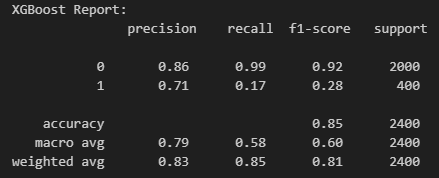 XGBoost Report:
precision recall f1-score support
0 0.86 0.99 0.92 2000
1 0.71 0.17 0.28 400
accuracy 0.85 2400
macro avg 0.79 0.58 0.60 2400
weighted avg 0.83 0.85 0.81 2400